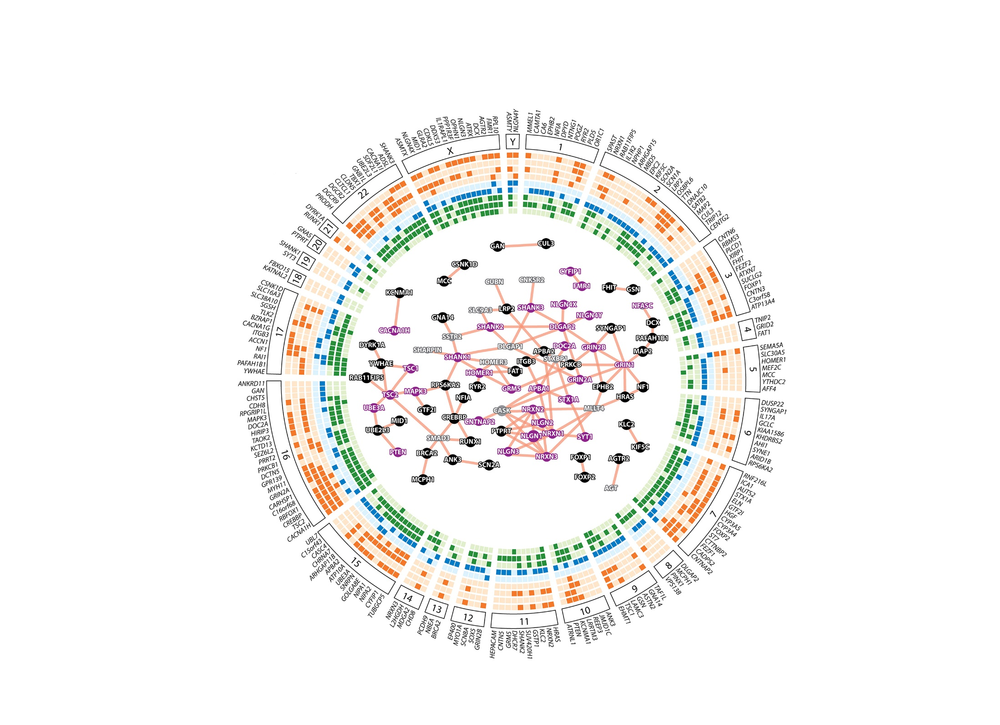 ASMTY
NLGN4Y
Y
MMEL1
CAMTA1
CA6
EPHB2
NFIA
DPYD
NTNG1
POGZ
RYR2
PLD5
OR1C1
1
SPAST
NRXN1
RAB11FIP5
IL1R2
NPHP1
ARHGAP15
MBD5
EPC2
KIF5C
SCN2A
SCN1A
LRP2
OSBPL6
TTN
DNAJC10
SATB2
MAP2
CUL3
TRIP12
CENTG2
2
CNTN6
RBMS3
PLCD1
XIRP1
FHIT
FEZF2
ATXN7
SUCLG2
FOXP1
CNTN3
C3orf58
ATP13A4
3
TNIP2
GRID2
FAT1
4
SEMA5A
SLC30A5
HOMER1
MEF2C
MCC
YTHDC2
AFF4
5
DUSP22
SYNGAP1
IL17A
GCLC
KIAA1586
KHDRBS2
AHI1
SYNE1
ARID1B
RPS6KA2
6
RNF216L
ICA1
AUTS2
STX1A
ELN
GTF2I
HGF
CYP3A5
CYP3A4
FOXP2
ST7
CTTNBP2
FEZF1
CADPS2
CNTNAP2
7
DLGAP2
MCPH1
PINX1
VPS13B
8
TAF1L
GNA14
ASTN2
GSN
LAMC3
TSC1
EHMT1
9
ANK3
JMJD1C
REEP3
LRRTM3
KCNMA1
PTEN
ATRNL1
10
HRAS
NRXN2
KLC2
GSTP1
SUV420H1
SHANK2
DHCR7
GRM5
CNTN5
HEPACAM
11
GRIN2B
SOX5
SCN8A
MYO1A
EP400
12
BRCA2
NBEA
PCDH9
13
CHD8
MDGA2
L2HGDH
NRXN3
14
TUBGCP5
CYFIP1
NIPA2
NIPA1
GOLGA8E
SNRPN
UBE3A
ATP10A
APBA2
ARHGAP11B
CHRNA7
CASC4
C15orf43
UBL7
15
CACNA1H
TSC2
CREBBP
RBFOX1
C16orf68
CARHSP1
GRIN2A
MYH11
GPR139
DCTN5
PRKCB1
PRRT2
SEZ6L2
KCTD13
TAOK2
HIRIP3
DOC2A
MAPK3
RPGRIP1L
CDH8
CHST5
GAN
ANKRD11
16
YWHAE
PAFAH1B1
RAI1
NF1
ACCN1
ITGB3
CACNA1G
BZRAP1
TLK2
SGSH
SLC38A10
SLC16A3
CSNK1D
17
KATNAL2
FBXO15
18
SYT3
SHANK1
19
PTPRT
GNAS
20
RUNX1
DYRK1A
21
PRODH
DGCR9
DGCR2
CLTCL1
CLDN5
TBX1
GNB1L
UBE2L3
SDF2L1
CACNA1I
ADSL
SHANK3
22
ASMTX
NLGN4X
MID1
GLRA2
CDKL5
DDX53
IL1RAPL1
PPP1R3F
OPHN1
NLGN3
ATRX
DCX
AGTR2
FMR1
RPL10
X
GAN
CUL3
CSNK1D
MCC
CYFIP1
FMR1
CUBN
CNKSR2
FHIT
GSN
KCNMA1
CACNA1H
SLC9A3
LRP2
SHANK3
NLGN4X
NLGN4Y
NFASC
GNA14
SHANK2
DLGAP2
SYNGAP1
DCX
SSTR2
PAFAH1B1
DYRK1A
SHARPIN
DLGAP1
APBA2
DOC2A
GRIN2B
MAP2
SHANK1
STXBP1
YWHAE
TSC1
HOMER3
ITGB3
PRKCB
GRIN1
RAB11FIP5
HOMER1
FAT1
GRIN2A
RPS6KA2
RYR2
GRM5
APBA1
EPHB2
NF1
TSC2
MAPK3
NFIA
STX1A
HRAS
UBE3A
GTF2I
CASK
NRXN2
MLLT4
CREBBP
CNTNAP2
MID1
NLGN2
KLC2
UBE2L3
PTPRT
NRXN1
NLGN1
SYT1
SMAD3
RUNX1
KIF5C
PTEN
BRCA2
NLGN3
NRXN3
FOXP1
AGTR2
ANK3
SCN2A
MCPH1
FOXP2
AGT